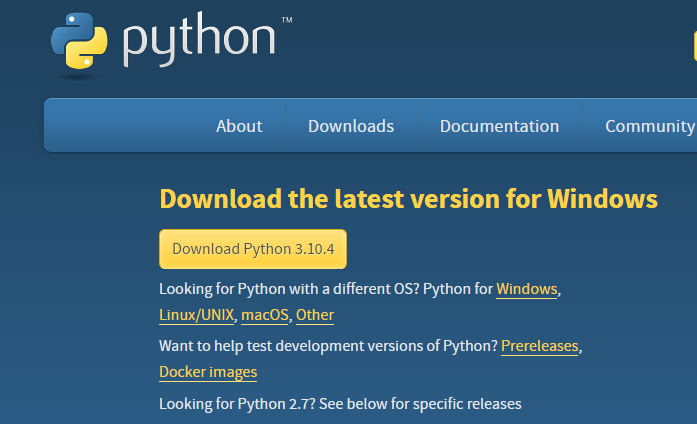 python™
About Downloads Documentation Community
Download the latest version for Windows
Download Python 3.10.4
Looking for Python with a different OS? Python for Windows,
Linux/UNIX, macOS, Other
Want to help test development versions of Python? Prereleases,
Docker images
Looking for Python 2.7? See below for specific releases